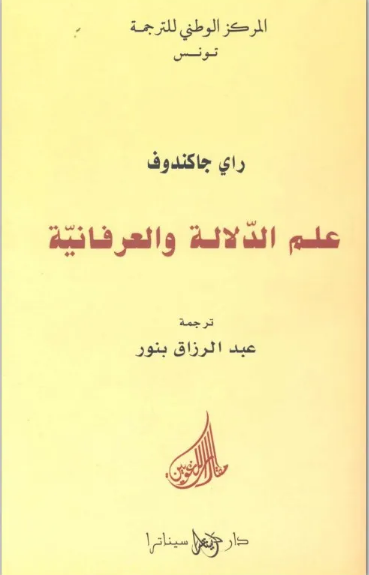 المركز الوطني للترجمة
تونس
راي جاكندوف
علم الدّلالة والعرفانيّة
ترجمة
عبد الرزاق بنور
دار سيناترا